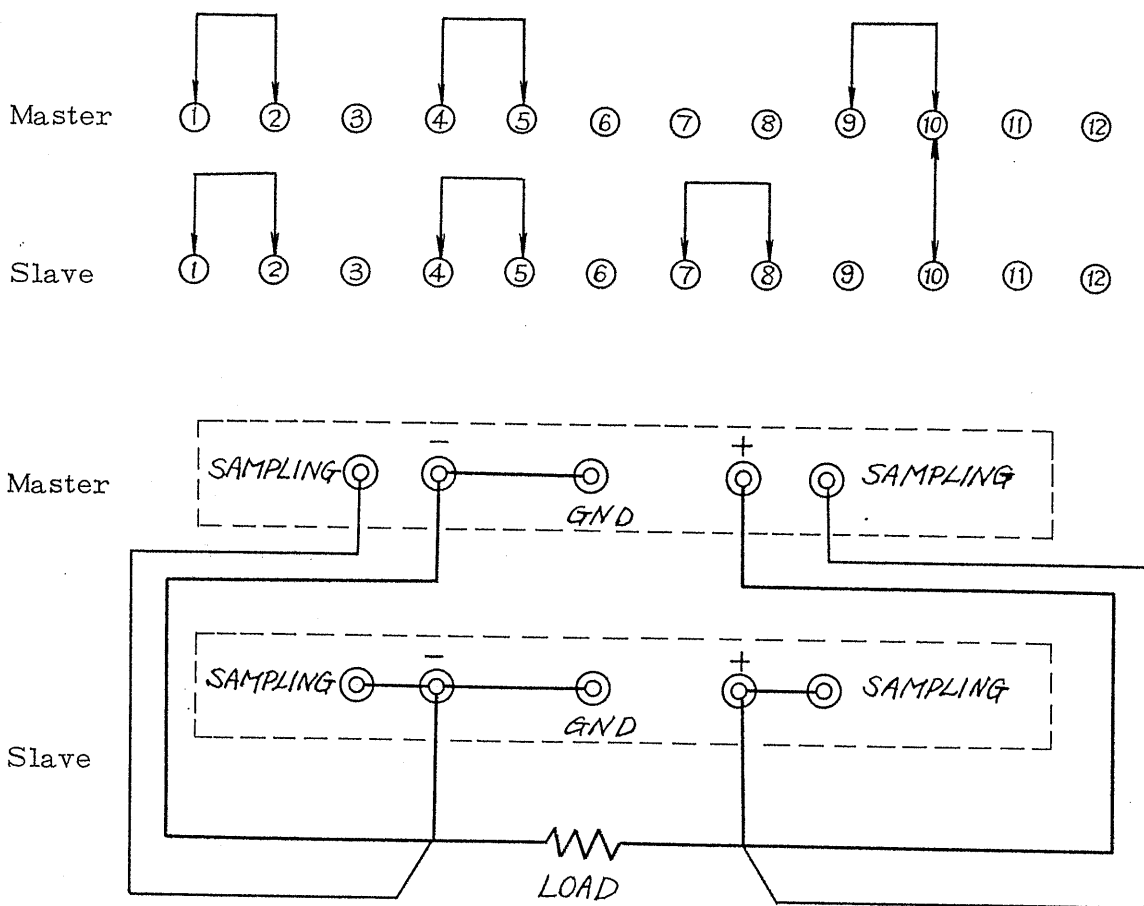 Master ① ② ③ ④ ⑤ ⑥ ⑦ ⑧ ⑨ ⑩ ⑪ ⑫
Slave ① ② ③ ④ ⑤ ⑥ ⑦ ⑧ ⑨ ⑩ ⑪ ⑫
− +
Master SAMPLING SAMPLING
GND
− +
SAMPLING SAMPLING
GND
Slave
LOAD